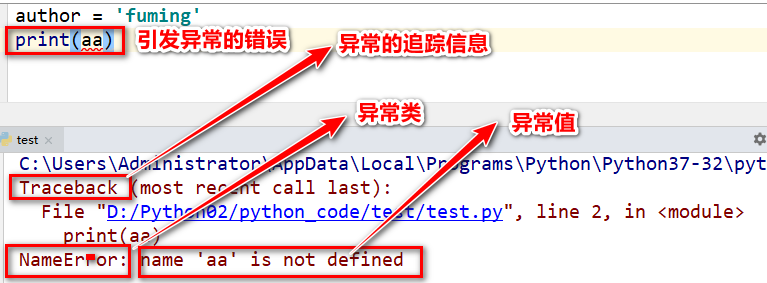 author = 'fuming'
print(aa) 引发异常的错误 异常的追踪信息
异常类 异常值
test
C:\Users\Administrator\AppData\Local\Programs\Python\Python37-32\pyt
Traceback (most recent call last):
File "D:/Python02/python_code/test/test.py", line 2, in <module>
print(aa)
NameError: name 'aa' is not defined